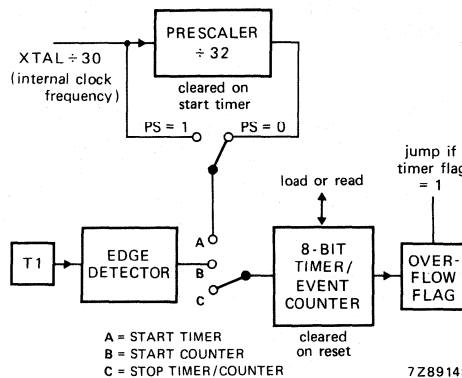 PRESCALER
÷ 32
XTAL ÷ 30
(internal clock
frequency)
cleared on
start timer
PS = 1
PS = 0
jump if
timer flag
= 1
load or read
A
T1
EDGE
DETECTOR
B
C
8-BIT
TIMER/
EVENT
COUNTER
OVER-
FLOW
FLAG
cleared
on reset
A = START TIMER
B = START COUNTER
C = STOP TIMER/COUNTER
7Z8914